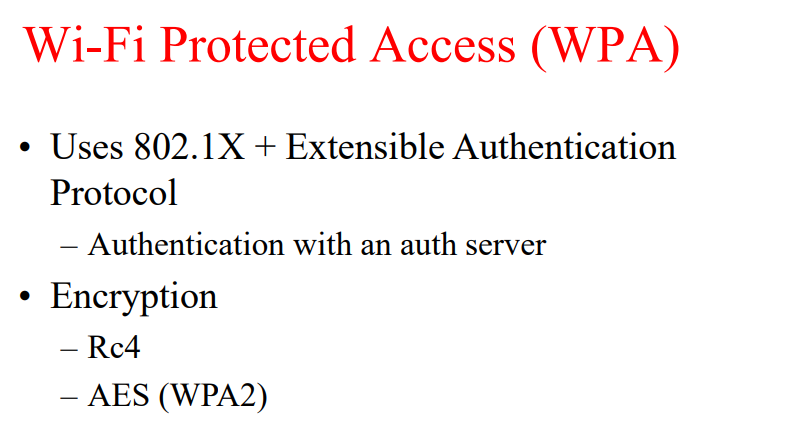 Wi-Fi Protected Access (WPA)
• Uses 802.1X + Extensible Authentication
Protocol
– Authentication with an auth server
• Encryption
– Rc4
– AES (WPA2)